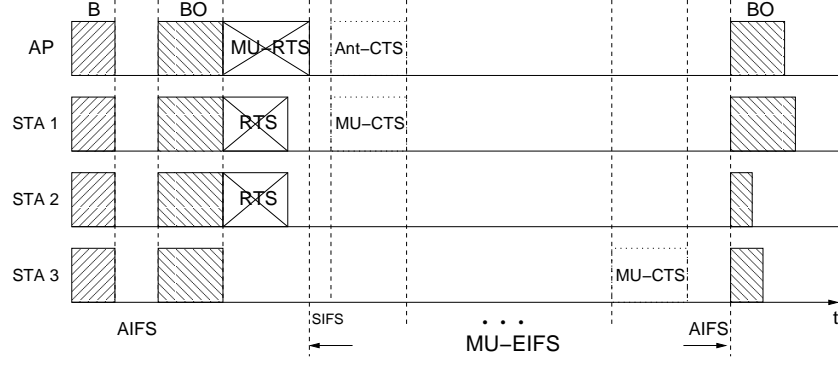 B BO BO
AP MU−RTS Ant−CTS
STA 1 RTS MU−CTS
STA 2 RTS
STA 3 MU−CTS
AIFS SIFS . . . AIFS t
MU−EIFS